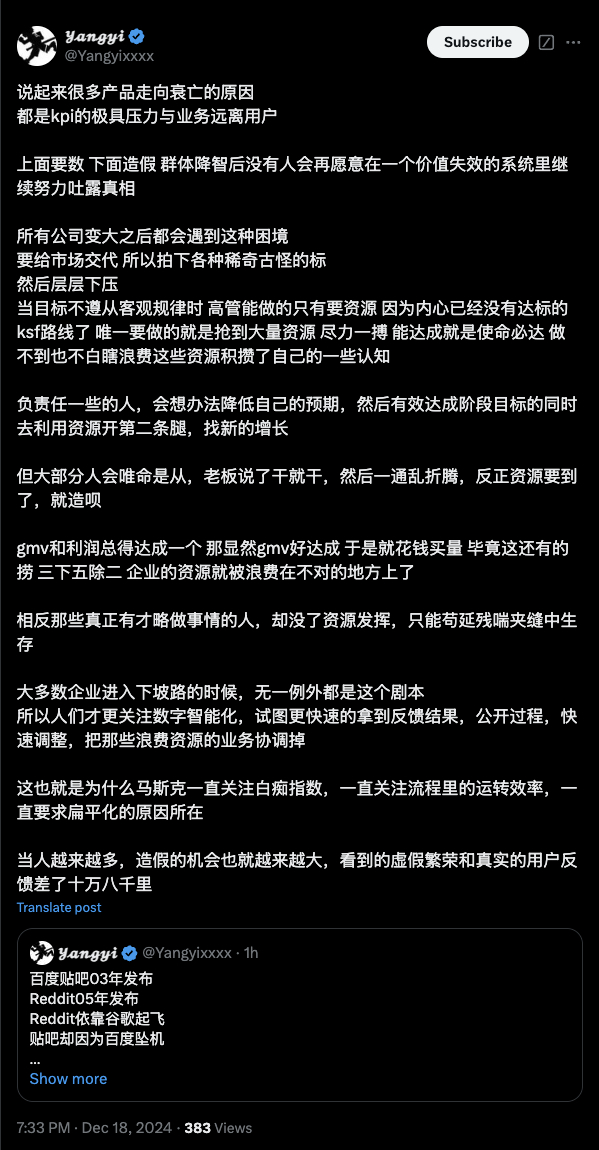 Yangyi
@Yangyixxxx
Subscribe
说起来很多产品走向衰亡的原因
都是kpi的极具压力与业务远离用户
上面要数 下面造假 群体降智后没有人会再愿意在一个价值失效的系统里继
续努力吐露真相
所有公司变大之后都会遇到这种困境
要给市场交代 所以拍下各种稀奇古怪的标
然后层层下压
当目标不遵从客观规律时 高管能做的只有要资源 因为内心已经没有达标的
ksf路线了 唯一要做的就是抢到大量资源 尽力一搏 能达成就是使命必达 做
不到也不白瞎浪费这些资源积攒了自己的一些认知
负责任一些的人，会想办法降低自己的预期，然后有效达成阶段目标的同时
去利用资源开第二条腿，找新的增长
但大部分人会唯命是从，老板说了干就干，然后一通乱折腾，反正资源要到
了，就造呗
gmv和利润总得达成一个 那显然gmv好达成 于是就花钱买量 毕竟这还有的
捞 三下五除二 企业的资源就被浪费在不对的地方上了
相反那些真正有才略做事情的人，却没了资源发挥，只能苟延残喘夹缝中生
存
大多数企业进入下坡路的时候，无一例外都是这个剧本
所以人们才更关注数字智能化，试图更快速的拿到反馈结果，公开过程，快
速调整，把那些浪费资源的业务协调掉
这也就是为什么马斯克一直关注白痴指数，一直关注流程里的运转效率，一
直要求扁平化的原因所在
当人越来越多，造假的机会也就越来越大，看到的虚假繁荣和真实的用户反
馈差了十万八千里
Translate post
Yangyi @Yangyixxxx · 1h
百度贴吧03年发布
Reddit05年发布
Reddit依靠谷歌起飞
贴吧却因为百度坠机
...
Show more
7:33 PM · Dec 18, 2024 · 383 Views